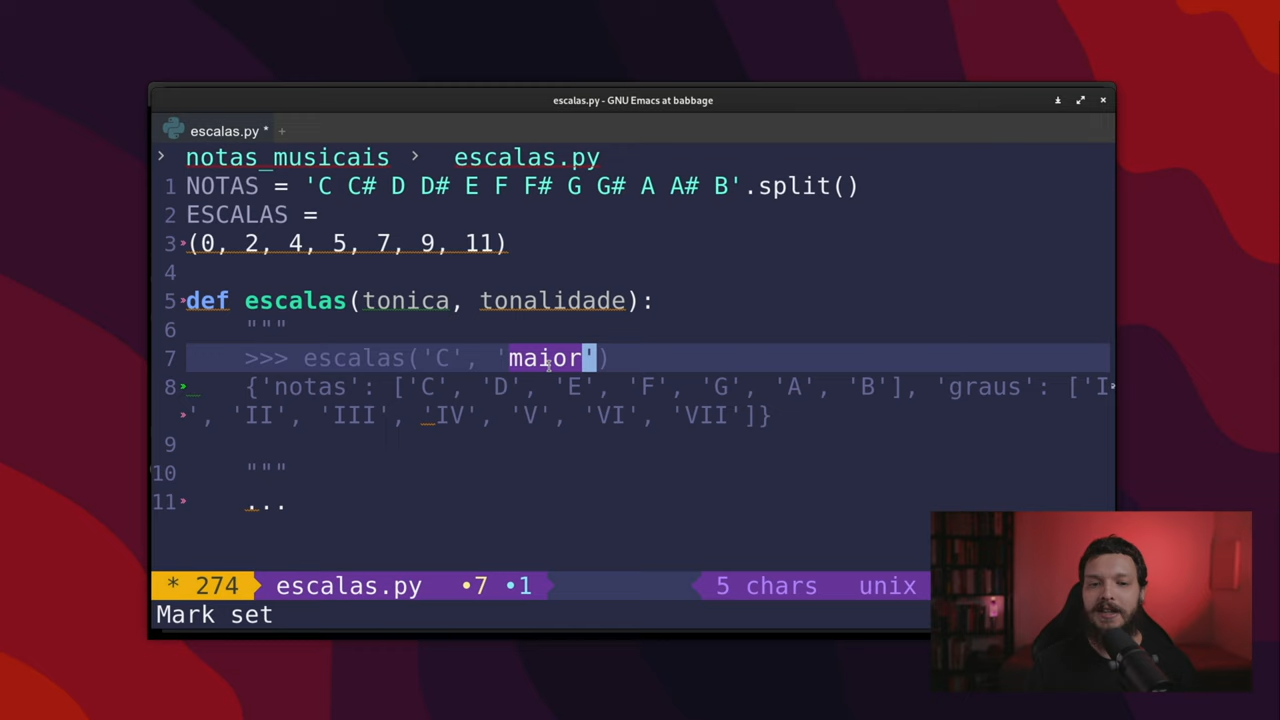 escalas.py - GNU Emacs at babbage
escalas.py * +
> notas_musicais > escalas.py
1 NOTAS = 'C C# D D# E F F# G G# A A# B'.split()
2 ESCALAS =
3 (0, 2, 4, 5, 7, 9, 11)
4
5 def escalas(tonica, tonalidade):
6 """
7 >>> escalas('C', 'maior')
8 {'notas': ['C', 'D', 'E', 'F', 'G', 'A', 'B'], 'graus': ['I
', 'II', 'III', 'IV', 'V', 'VI', 'VII']}
9
10 """
11 ...
* 274 escalas.py •7 •1 5 chars unix
Mark set